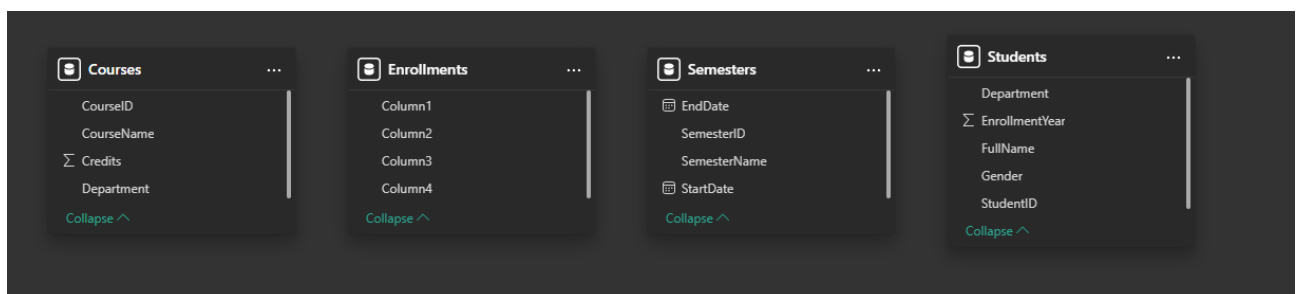 Courses
...
CourseID
CourseName
Σ Credits
Department
Collapse
Enrollments
...
Column1
Column2
Column3
Column4
Collapse
Semesters
...
EndDate
SemesterID
SemesterName
StartDate
Collapse
Students
...
Department
Σ EnrollmentYear
FullName
Gender
StudentID
Collapse